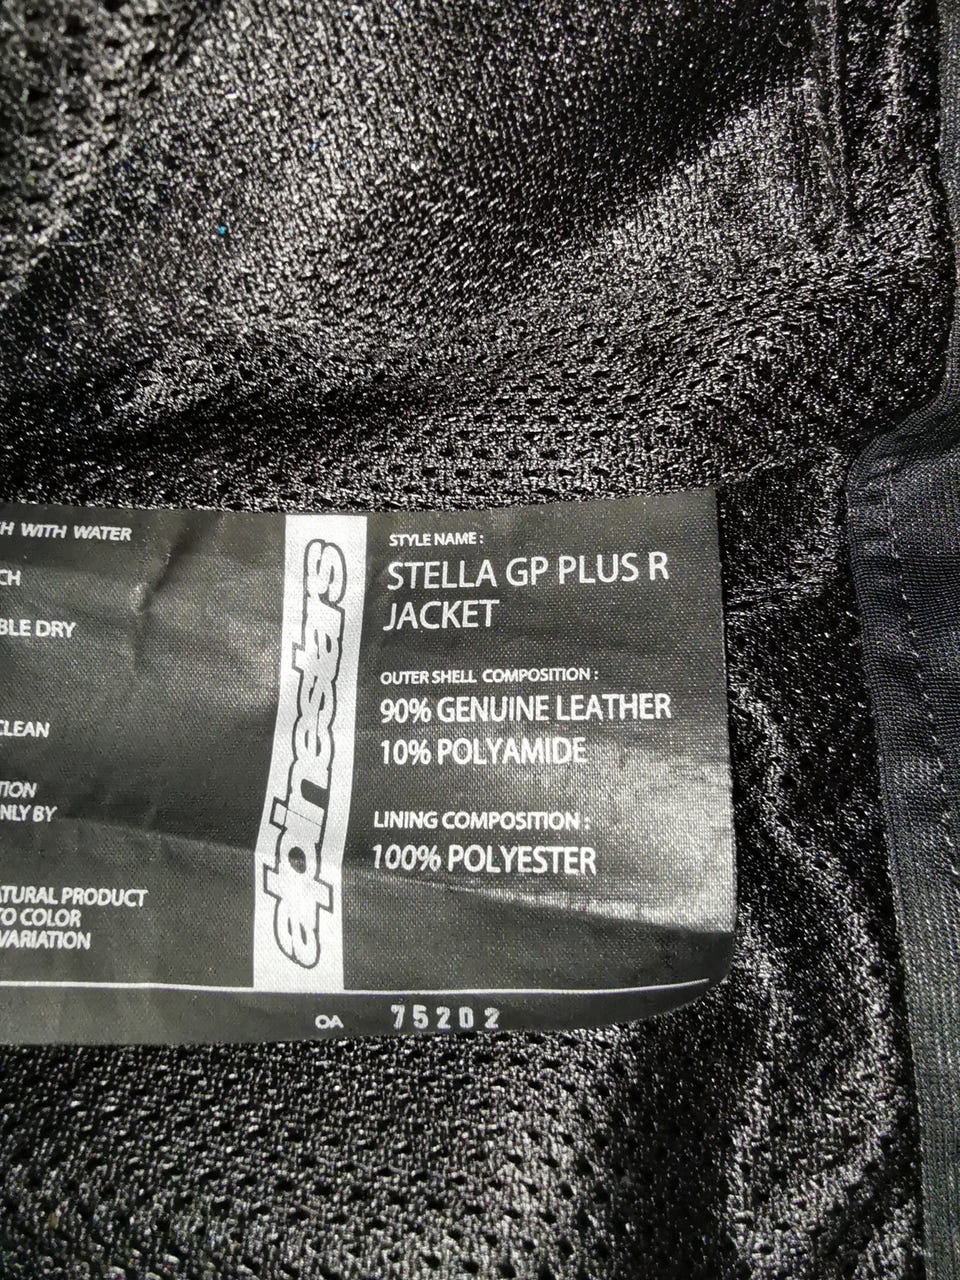 H WITH WATER
CH
BLE DRY
CLEAN
TION
NLY BY
ATURAL PRODUCT
TO COLOR
VARIATION
alpinestars
STYLE NAME :
STELLA GP PLUS R
JACKET
OUTER SHELL COMPOSITION :
90% GENUINE LEATHER
10% POLYAMIDE
LINING COMPOSITION :
100% POLYESTER
OA 75202